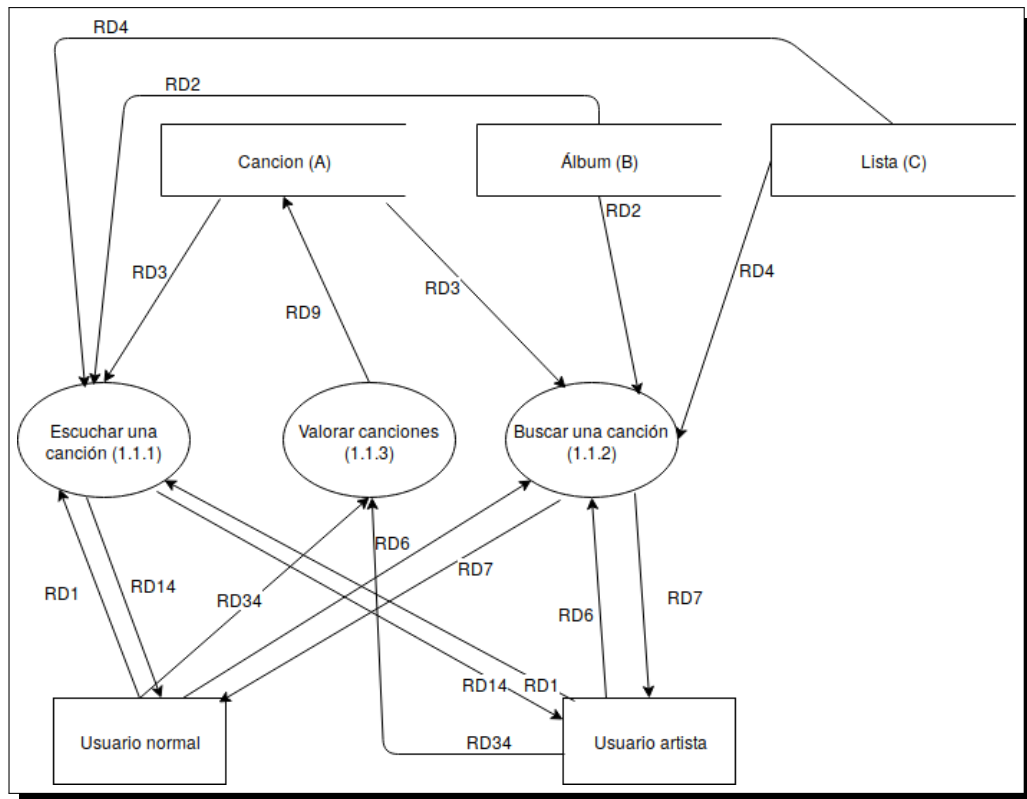 RD4
RD2
Cancion (A)
Álbum (B)
Lista (C)
RD2
RD3
RD4
RD3
RD9
Escuchar una
canción (1.1.1)
Valorar canciones
(1.1.3)
Buscar una canción
(1.1.2)
RD6
RD7
RD14
RD1
RD34
RD7
RD6
RD14
RD1
Usuario normal
RD34
Usuario artista